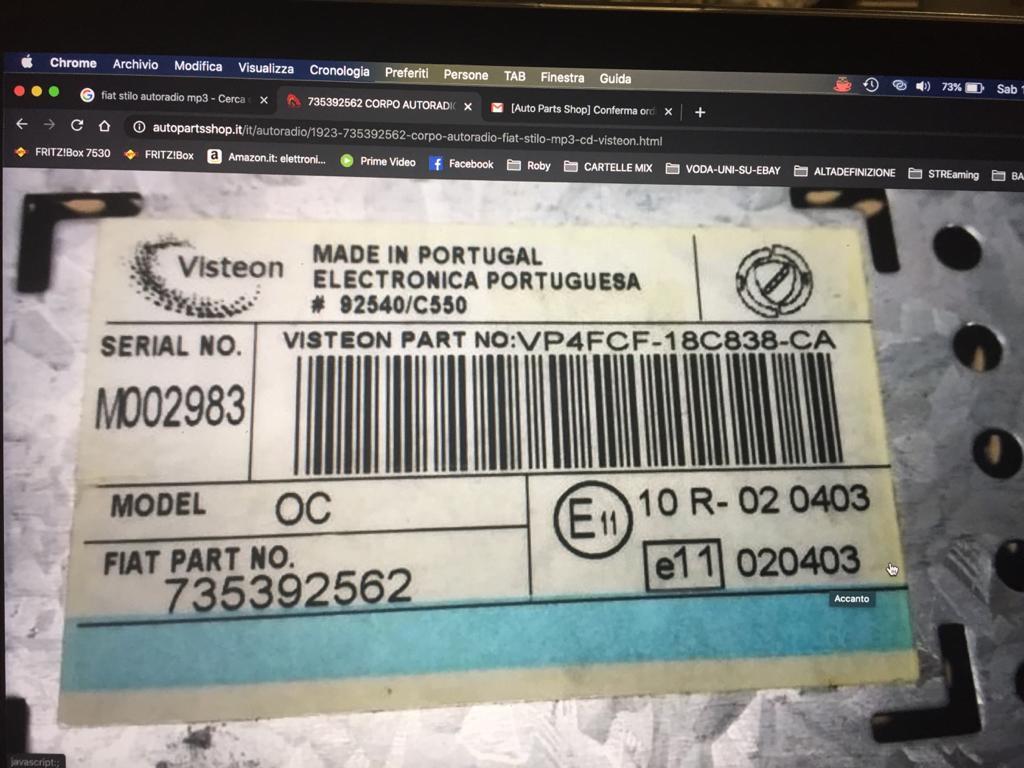 Chrome Archivio Modifica Visualizza Cronologia Preferiti Persone TAB Finestra Guida 73% Sab
fiat stilo autoradio mp3 - Cerca
735392562 CORPO AUTORADIO
[Auto Parts Shop] Conferma ord
autopartsshop.it/it/autoradio/1923-735392562-corpo-autoradio-fiat-stilo-mp3-cd-visteon.html
FRITZ!Box 7530 FRITZ!Box Amazon.it: elettroni... Prime Video Facebook Roby CARTELLE MIX VODA-UNI-SU-EBAY ALTADEFINIZIONE STREaming BA
Visteon
MADE IN PORTUGAL
ELECTRONICA PORTUGUESA
# 92540/C550
SERIAL NO.
M002983
VISTEON PART NO:VP4FCF-18C838-CA
MODEL OC
FIAT PART NO.
735392562
E11 10 R- 02 0403
e11 020403
Accanto
javascript:;